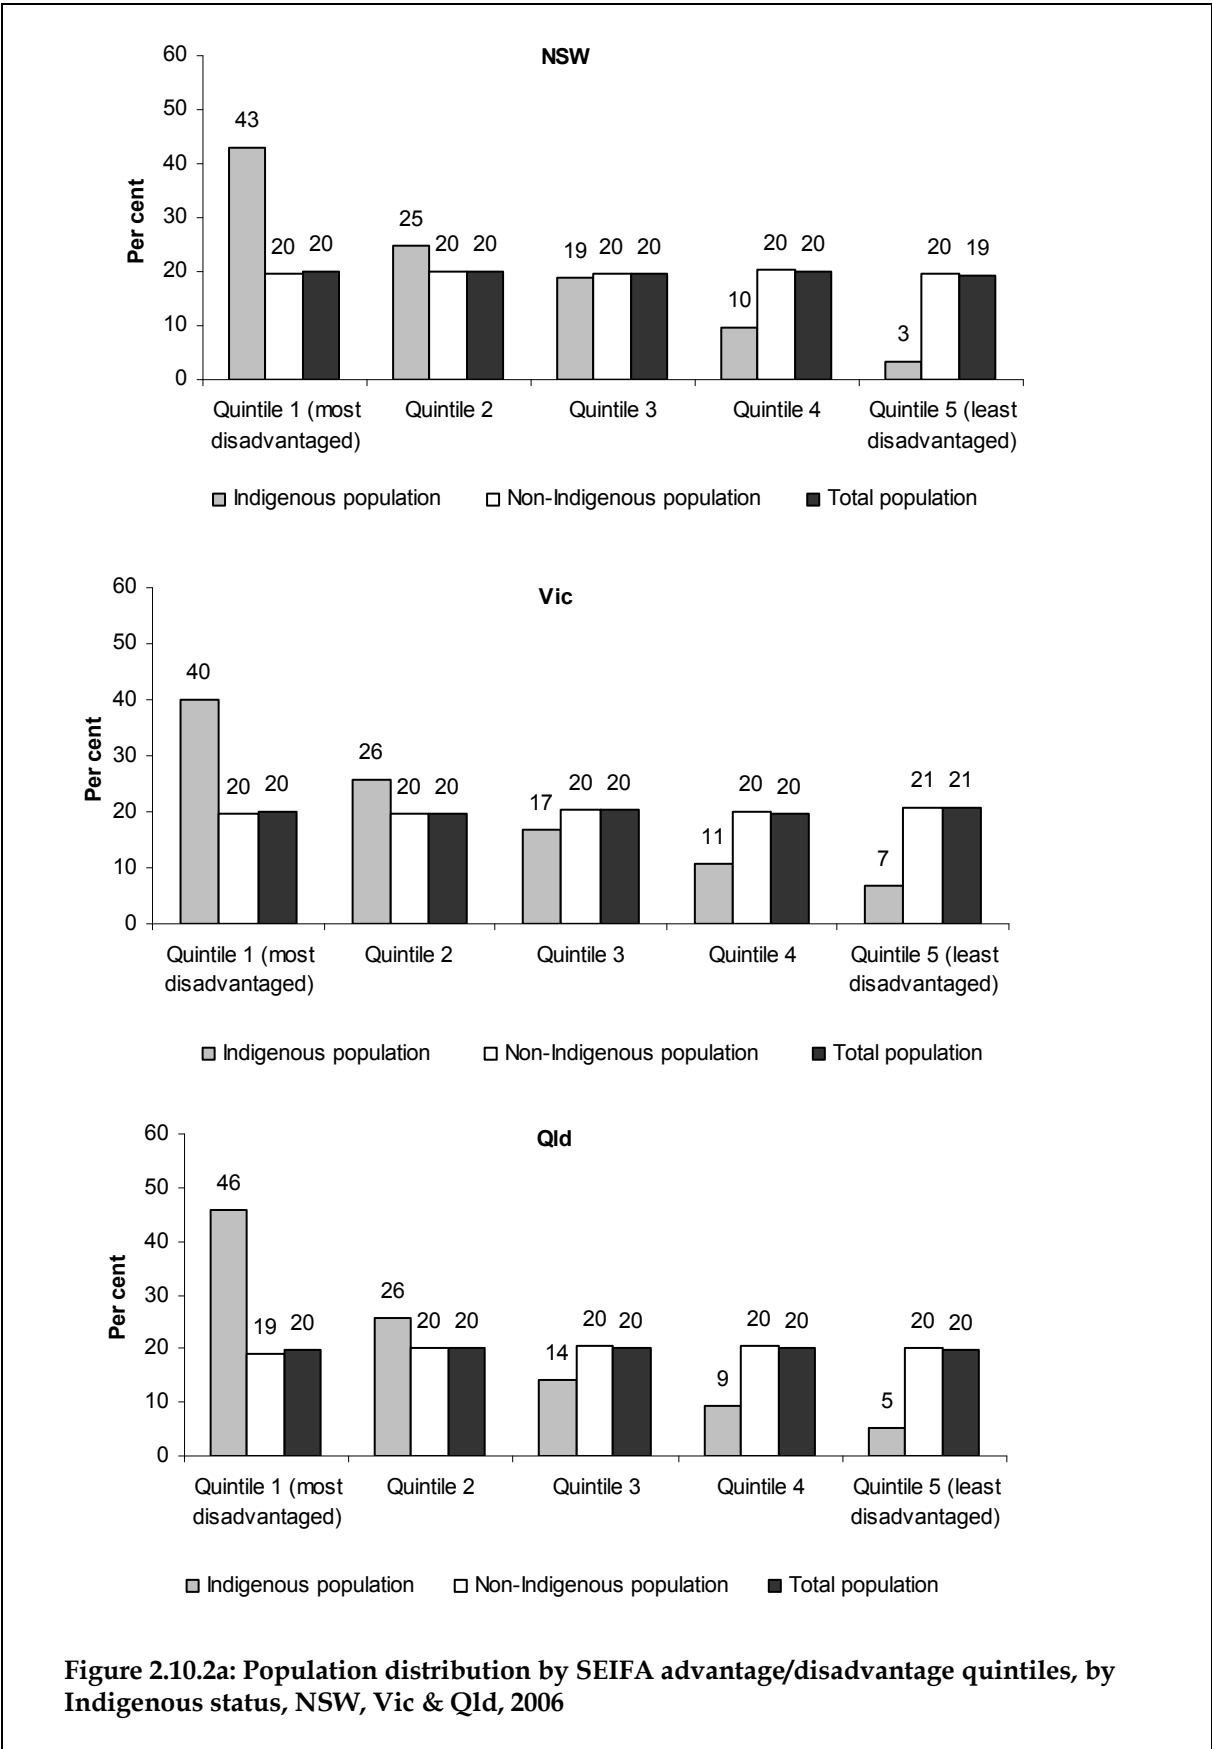 NSW
60
50
40
30
20
10
0
Per cent
43
20 20
25
20 20
19 20 20
10
20 20
3
20 19
Quintile 1 (most
disadvantaged)
Quintile 2
Quintile 3
Quintile 4
Quintile 5 (least
disadvantaged)
Indigenous population
Non-Indigenous population
Total population
Vic
60
50
40
30
20
10
0
Per cent
40
20 20
26
20 20
17
20 20
11
20 20
7
21 21
Quintile 1 (most
disadvantaged)
Quintile 2
Quintile 3
Quintile 4
Quintile 5 (least
disadvantaged)
Indigenous population
Non-Indigenous population
Total population
Qld
60
50
40
30
20
10
0
Per cent
46
19 20
26
20 20
14
20 20
9
20 20
5
20 20
Quintile 1 (most
disadvantaged)
Quintile 2
Quintile 3
Quintile 4
Quintile 5 (least
disadvantaged)
Indigenous population
Non-Indigenous population
Total population
Figure 2.10.2a: Population distribution by SEIFA advantage/disadvantage quintiles, by
Indigenous status, NSW, Vic & Qld, 2006